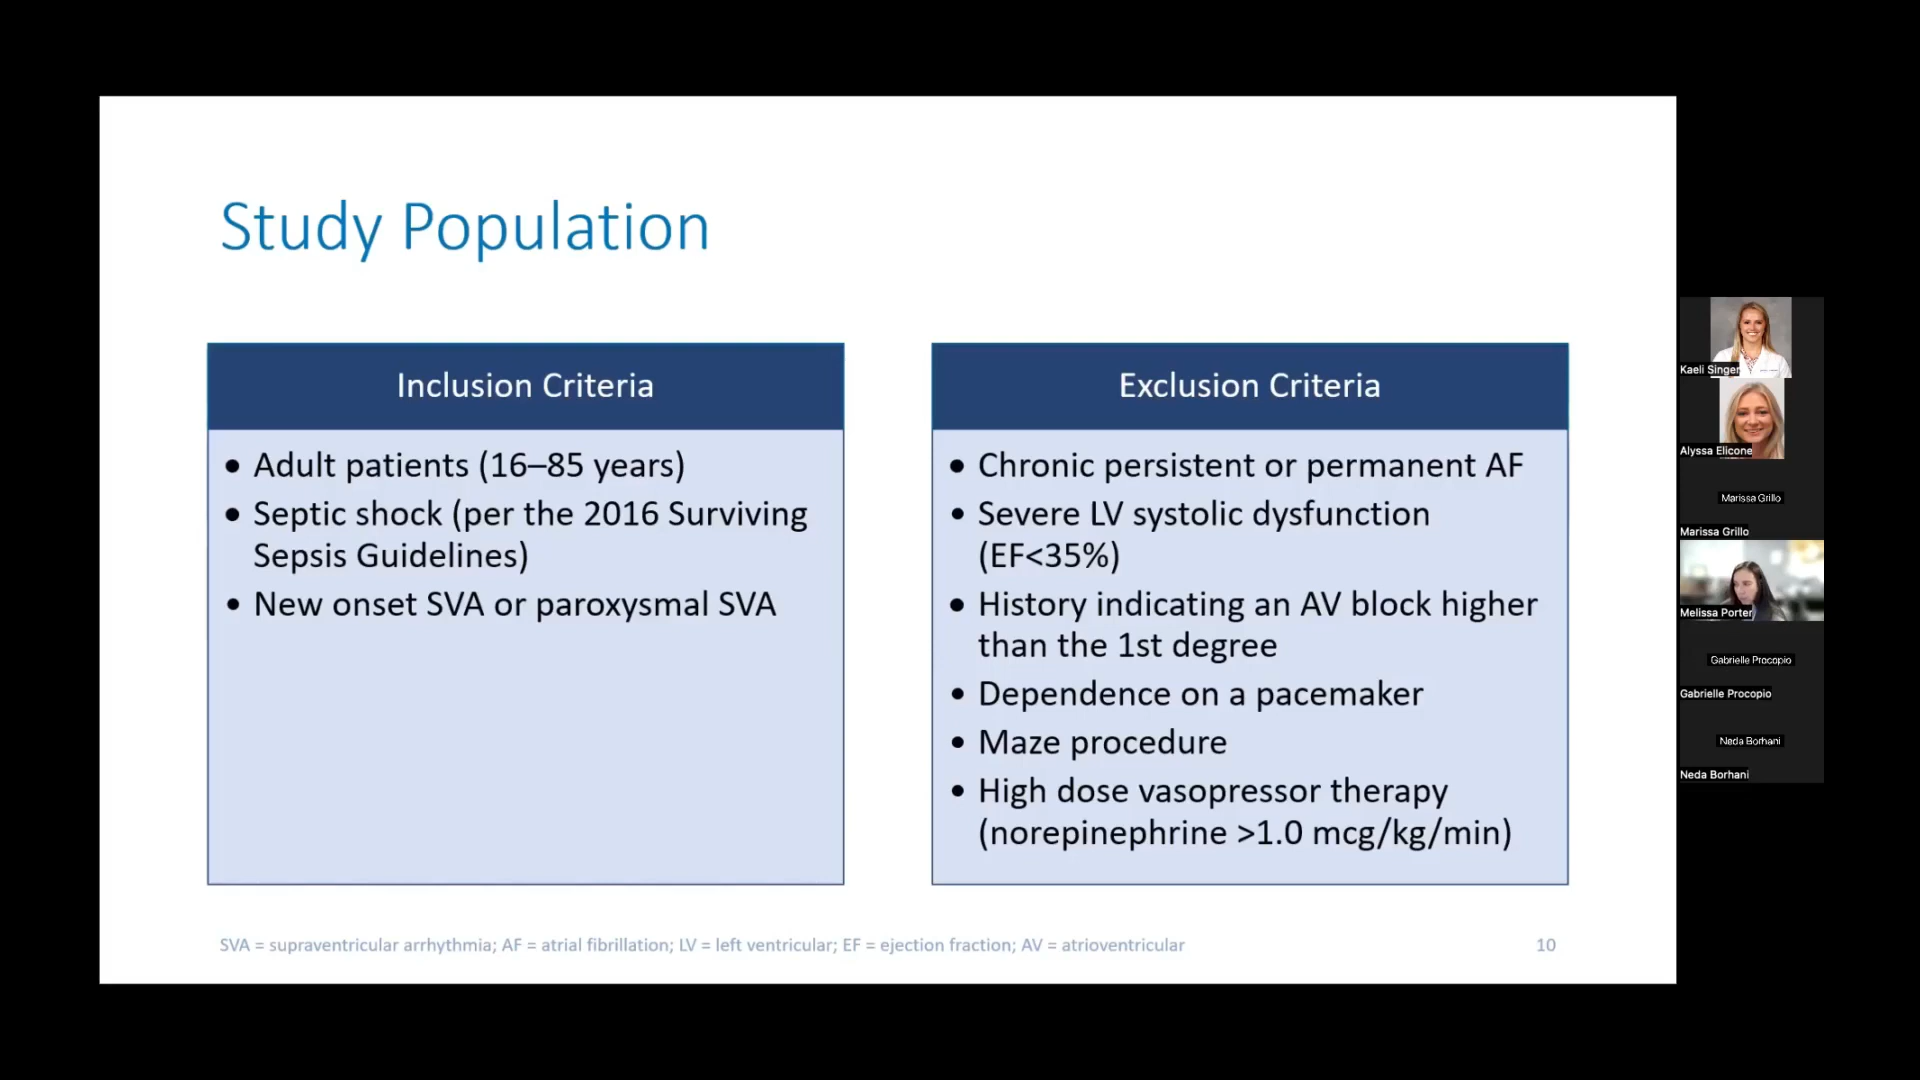 Study Population
Inclusion Criteria
• Adult patients (16–85 years)
• Septic shock (per the 2016 Surviving
Sepsis Guidelines)
• New onset SVA or paroxysmal SVA
Exclusion Criteria
• Chronic persistent or permanent AF
• Severe LV systolic dysfunction
(EF<35%)
• History indicating an AV block higher
than the 1st degree
• Dependence on a pacemaker
• Maze procedure
• High dose vasopressor therapy
(norepinephrine >1.0 mcg/kg/min)
SVA = supraventricular arrhythmia; AF = atrial fibrillation; LV = left ventricular; EF = ejection fraction; AV = atrioventricular
10
Kaeli Singer
Alyssa Elicone
Marissa Grillo
Marissa Grillo
Melissa Porter
Gabrielle Procopio
Gabrielle Procopio
Neda Borhani
Neda Borhani